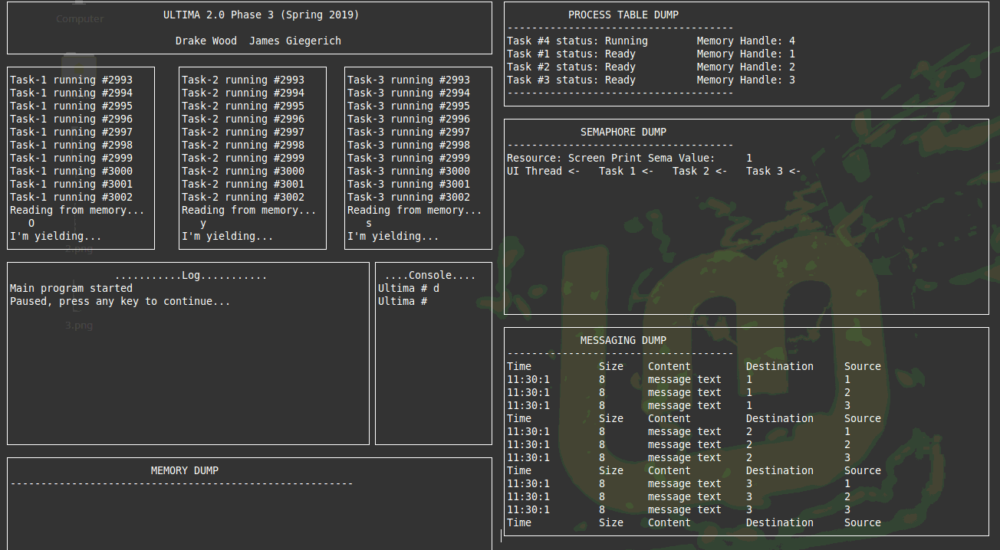 Computer
ULTIMA 2.0 Phase 3 (Spring 2019)
Drake Wood  James Giegerich
Task-1 running #2993
Task-1 running #2994
Task-1 running #2995
Task-1 running #2996
Task-1 running #2997
Task-1 running #2998
Task-1 running #2999
Task-1 running #3000
Task-1 running #3001
Task-1 running #3002
Reading from memory...
O
I'm yielding...
2.png
Task-2 running #2993
Task-2 running #2994
Task-2 running #2995
Task-2 running #2996
Task-2 running #2997
Task-2 running #2998
Task-2 running #2999
Task-2 running #3000
Task-2 running #3001
Task-2 running #3002
Reading from memory...
y
I'm yielding...
Task-3 running #2993
Task-3 running #2994
Task-3 running #2995
Task-3 running #2996
Task-3 running #2997
Task-3 running #2998
Task-3 running #2999
Task-3 running #3000
Task-3 running #3001
Task-3 running #3002
Reading from memory...
s
I'm yielding...
...........Log...........
Main program started
Paused, press any key to continue...
3.png
....Console....
Ultima # d
Ultima #
MEMORY DUMP
--------------------------------------------------------
PROCESS TABLE DUMP
-------------------------------------
Task #4 status: Running        Memory Handle: 4
Task #1 status: Ready          Memory Handle: 1
Task #2 status: Ready          Memory Handle: 2
Task #3 status: Ready          Memory Handle: 3
-------------------------------------
SEMAPHORE DUMP
-------------------------------------
Resource: Screen Print Sema Value:     1
UI Thread <-   Task 1 <-   Task 2 <-   Task 3 <-
MESSAGING DUMP
-------------------------------------
Time           Size    Content         Destination     Source
11:30:1        8       message text    1               1
11:30:1        8       message text    1               2
11:30:1        8       message text    1               3
Time           Size    Content         Destination     Source
11:30:1        8       message text    2               1
11:30:1        8       message text    2               2
11:30:1        8       message text    2               3
Time           Size    Content         Destination     Source
11:30:1        8       message text    3               1
11:30:1        8       message text    3               2
11:30:1        8       message text    3               3
Time           Size    Content         Destination     Source